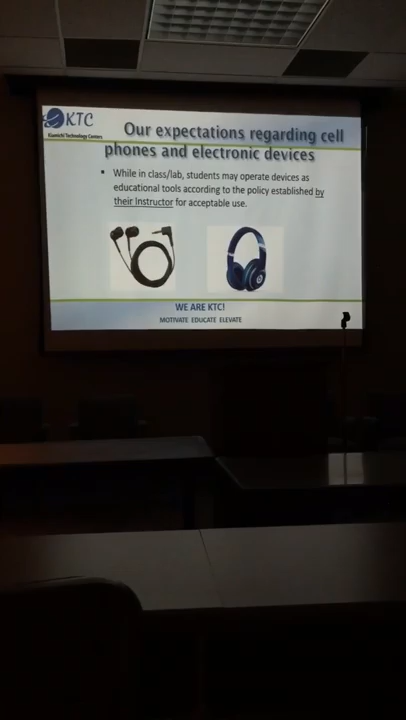 KTC
Kiamichi Technology Centers
Our expectations regarding cell
phones and electronic devices
While in class/lab, students may operate devices as
educational tools according to the policy established by
their Instructor for acceptable use.
WE ARE KTC!
MOTIVATE EDUCATE ELEVATE